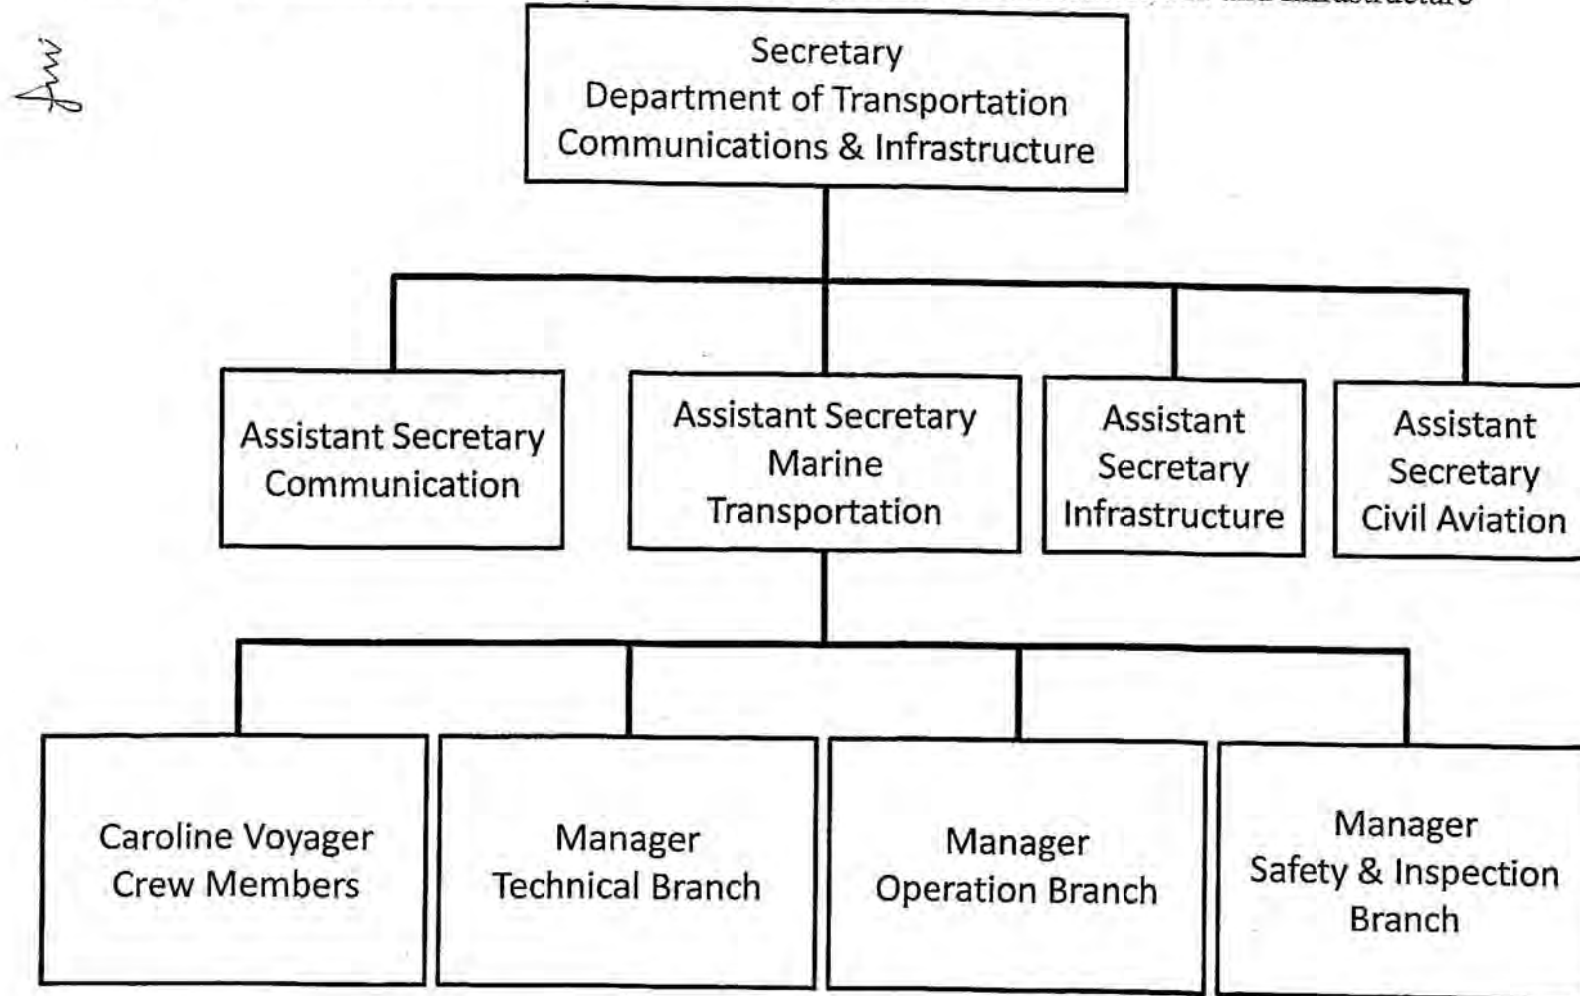 Infrastructure
Secretary
Department of Transportation
Communications & Infrastructure
Assistant Secretary
Communication
Assistant Secretary
Marine
Transportation
Assistant
Secretary
Infrastructure
Assistant
Secretary
Civil Aviation
Caroline Voyager
Crew Members
Manager
Technical Branch
Manager
Operation Branch
Manager
Safety & Inspection
Branch